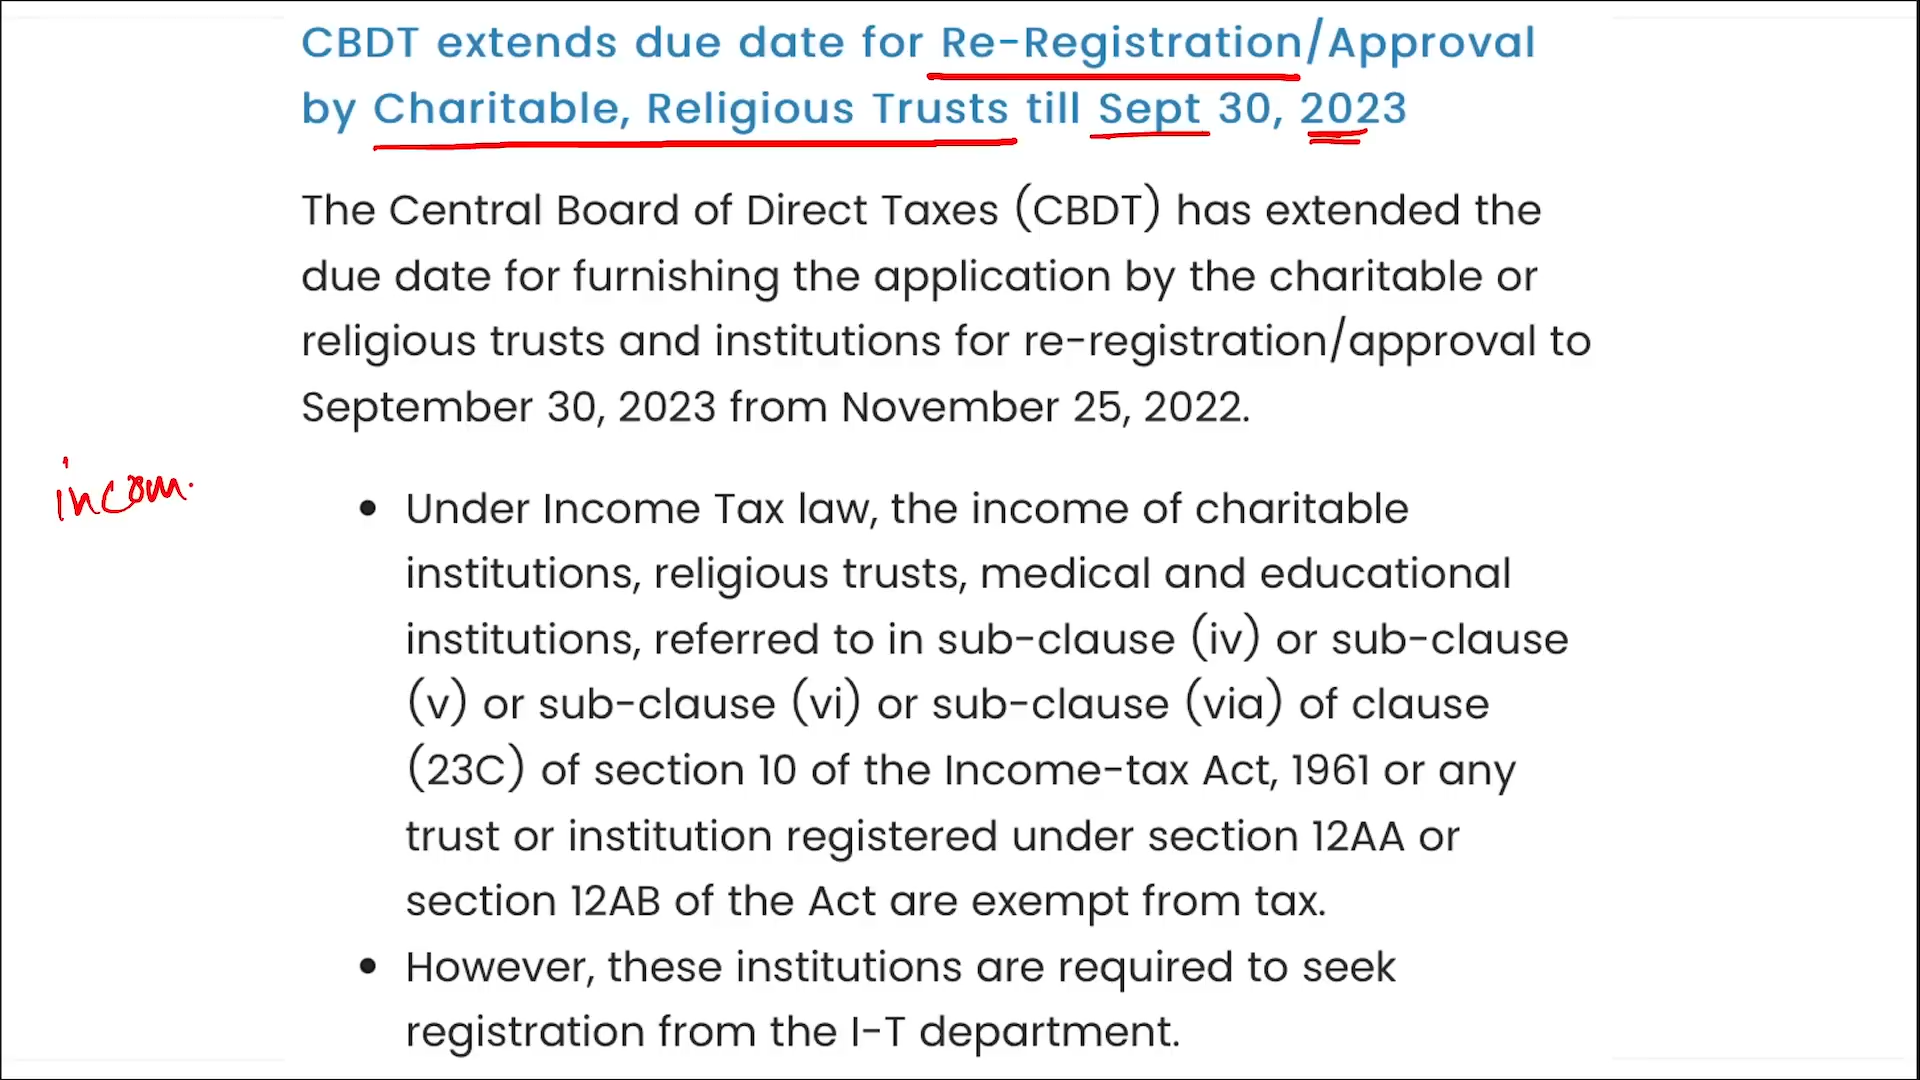 CBDT extends due date for Re-Registration/Approval
by Charitable, Religious Trusts till Sept 30, 2023
The Central Board of Direct Taxes (CBDT) has extended the
due date for furnishing the application by the charitable or
religious trusts and institutions for re-registration/approval to
September 30, 2023 from November 25, 2022.
incom.
• Under Income Tax law, the income of charitable
institutions, religious trusts, medical and educational
institutions, referred to in sub-clause (iv) or sub-clause
(v) or sub-clause (vi) or sub-clause (via) of clause
(23C) of section 10 of the Income-tax Act, 1961 or any
trust or institution registered under section 12AA or
section 12AB of the Act are exempt from tax.
• However, these institutions are required to seek
registration from the I-T department.